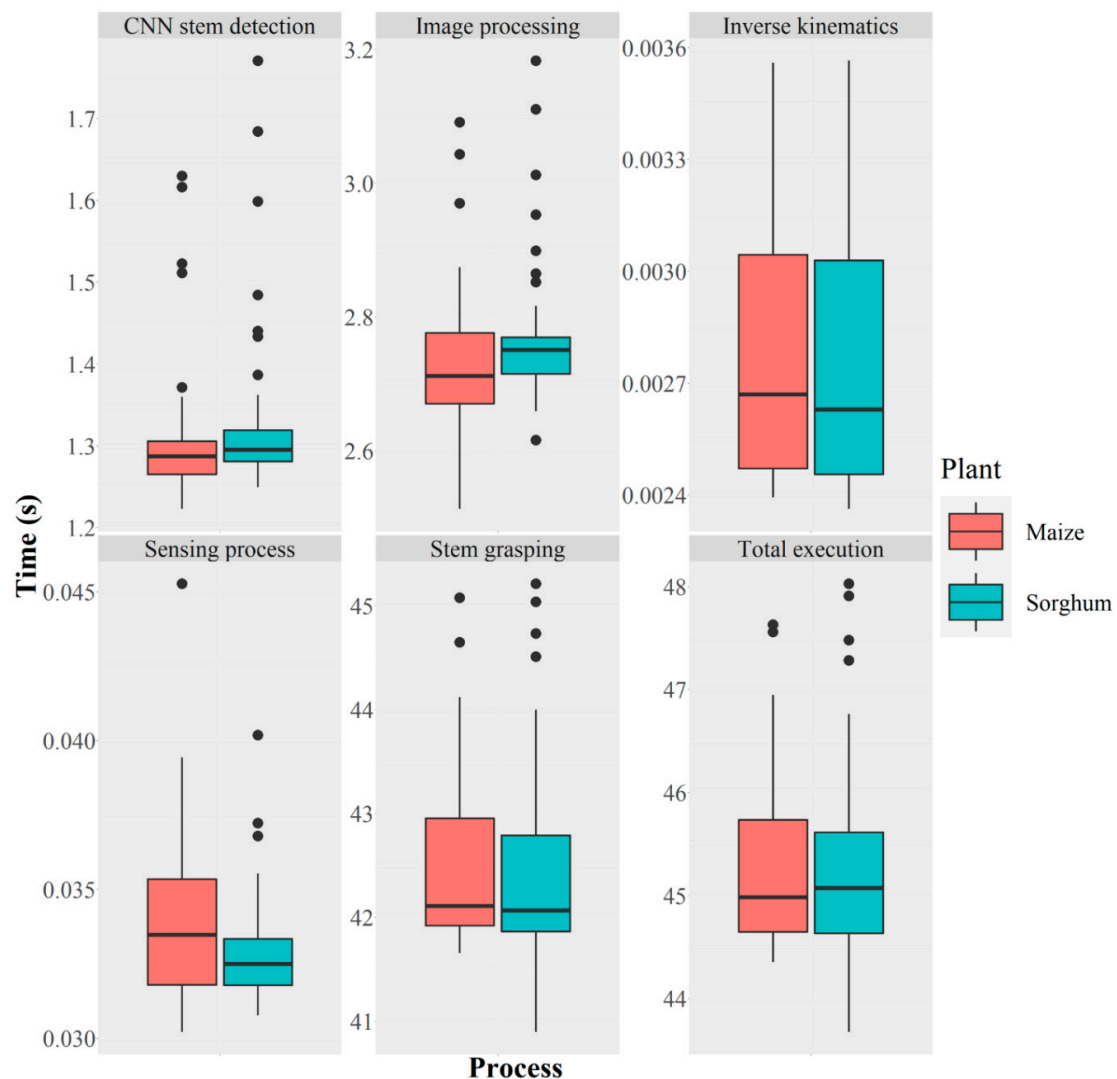 CNN stem detection
Image processing
Inverse kinematics
1.7
1.6
1.5
1.4
1.3
1.2
3.2
3.0
2.8
2.6
0.0036
0.0033
0.0030
0.0027
0.0024
Sensing process
Stem grasping
Total execution
0.045
0.040
0.035
0.030
45
44
43
42
41
48
47
46
45
44
Time (s)
Process
Plant
Maize
Sorghum